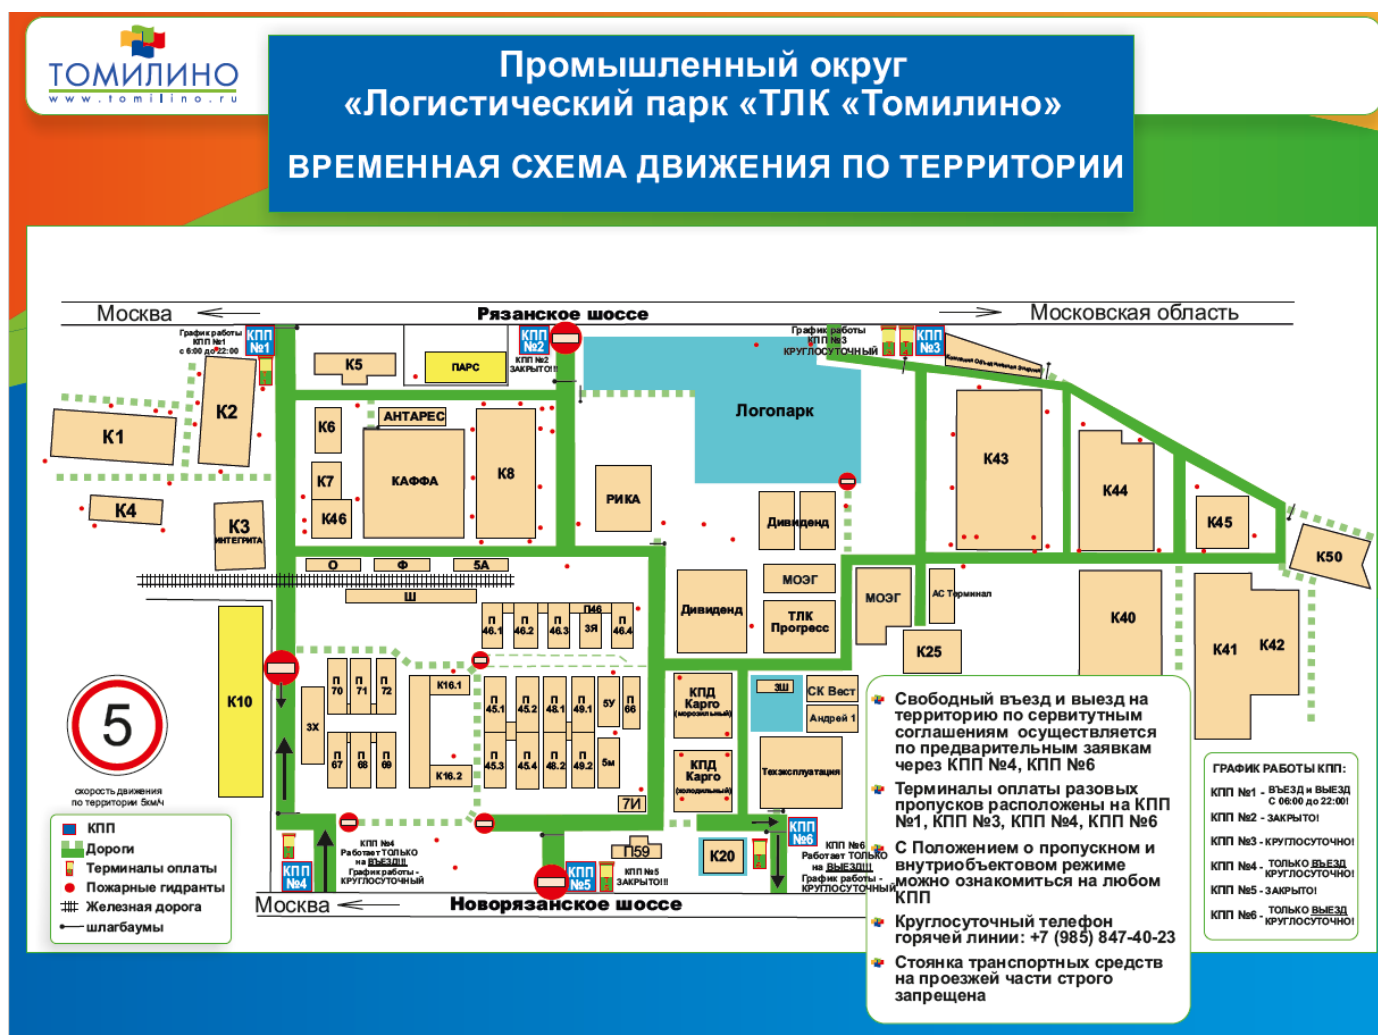 ТОМИЛИНО
www.tomilino.ru
Промышленный округ
«Логистический парк «ТЛК «Томилино»
ВРЕМЕННАЯ СХЕМА ДВИЖЕНИЯ ПО ТЕРРИТОРИИ
Москва
Рязанское шоссе
Московская область
График работы
КПП №1
с 6:00 до 22:00
КПП
№1
КПП
№2
КПП №2
ЗАКРЫТО!!!
График работы
КПП №3
КРУГЛОСУТОЧНЫЙ
КПП
№3
К5
ПАРС
Логопарк
К1
К2
К4
К3
ИНТЕГРИТА
К6
К7
К46
АНТАРЕС
КАФФА
К8
РИКА
Дивиденд
К43
К44
К45
К50
О
Ф
5А
Ш
Дивиденд
МОЭГ
ТЛК
Прогресс
МОЭГ
АС Терминал
К25
К40
К41
К42
П
46.1
П
46.2
П
46.3
П46
ЗЯ
П
46.4
К10
ЗХ
П
70
П
71
П
72
П
67
П
68
П
69
К16.1
К16.2
П
45.1
П
45.2
П
48.1
П
49.1
5У
П
66
П
45.3
П
45.4
П
48.2
П
49.2
5м
7И
П59
КПД
Карго
(морозильный)
КПД
Карго
(холодильный)
ЗШ
СК Вест
Андрей 1
Техэксплуатация
К20
5
скорость движения
по территории 5км/ч
КПП
Дороги
Терминалы оплаты
Пожарные гидранты
Железная дорога
шлагбаумы
КПП
№4
КПП №4
Работает ТОЛЬКО
на ВЪЕЗД!!!
График работы -
КРУГЛОСУТОЧНЫЙ
КПП
№5
КПП №5
ЗАКРЫТО!!!
КПП
№6
КПП №6
Работает ТОЛЬКО
на ВЫЕЗД!!!
График работы -
КРУГЛОСУТОЧНЫЙ
Москва
Новорязанское шоссе
Свободный въезд и выезд на
территорию по сервитутным
соглашениям осуществляется
по предварительным заявкам
через КПП №4, КПП №6
Терминалы оплаты разовых
пропусков расположены на КПП
№1, КПП №3, КПП №4, КПП №6
С Положением о пропускном и
внутриобъектовом режиме
можно ознакомиться на любом
КПП
Круглосуточный телефон
горячей линии: +7 (985) 847-40-23
Стоянка транспортных средств
на проезжей части строго
запрещена
ГРАФИК РАБОТЫ КПП:
КПП №1 - ВЪЕЗД и ВЫЕЗД
С 06:00 до 22:00!
КПП №2 - ЗАКРЫТО!
КПП №3 - КРУГЛОСУТОЧНО!
КПП №4 - ТОЛЬКО ВЪЕЗД
КРУГЛОСУТОЧНО!
КПП №5 - ЗАКРЫТО!
КПП №6 - ТОЛЬКО ВЫЕЗД
КРУГЛОСУТОЧНО!